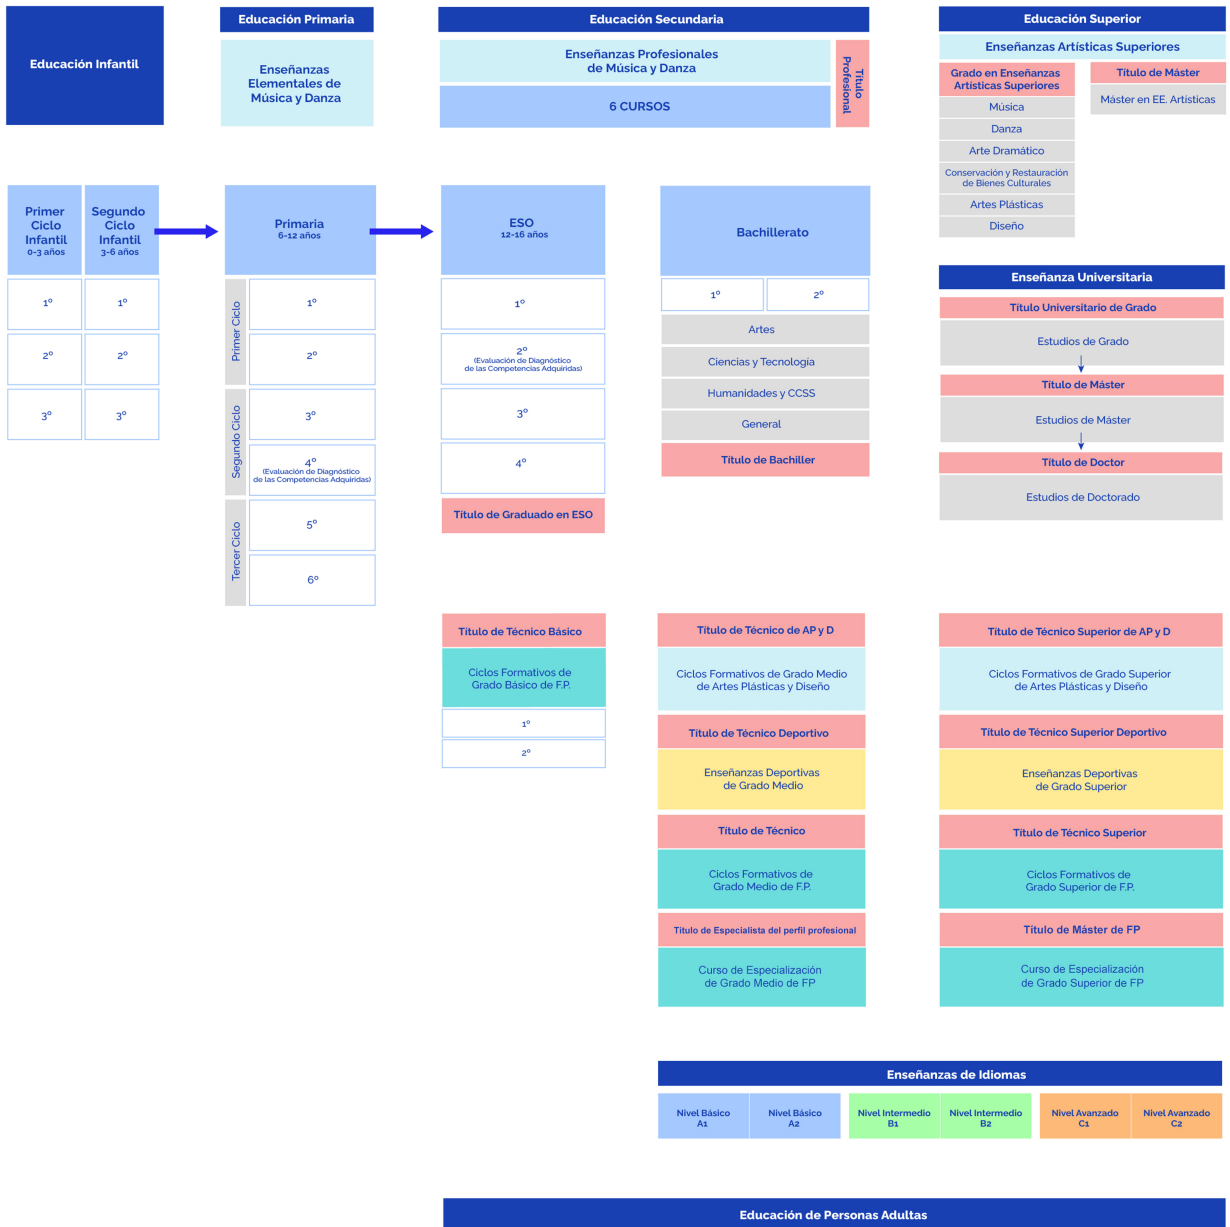 Educación Infantil
Educación Primaria
Enseñanzas
Elementales de
Música y Danza
Educación Secundaria
Enseñanzas Profesionales
de Música y Danza
6 CURSOS
Título
Profesional
Educación Superior
Enseñanzas Artísticas Superiores
Grado en Enseñanzas
Artísticas Superiores
Música
Danza
Arte Dramático
Conservación y Restauración
de Bienes Culturales
Artes Plásticas
Diseño
Título de Máster
Máster en EE. Artísticas
Primer
Ciclo
Infantil
0-3 años
1º
2º
3º
Segundo
Ciclo
Infantil
3-6 años
1º
2º
3º
Primaria
6-12 años
Primer Ciclo
1º
2º
Segundo Ciclo
3º
4º
(Evaluación de Diagnóstico
de las Competencias Adquiridas)
Tercer Ciclo
5º
6º
ESO
12-16 años
1º
2º
(Evaluación de Diagnóstico
de las Competencias Adquiridas)
3º
4º
Título de Graduado en ESO
Bachillerato
1º
2º
Artes
Ciencias y Tecnología
Humanidades y CCSS
General
Título de Bachiller
Enseñanza Universitaria
Título Universitario de Grado
Estudios de Grado
Título de Máster
Estudios de Máster
Título de Doctor
Estudios de Doctorado
Título de Técnico Básico
Ciclos Formativos de
Grado Básico de F.P.
1º
2º
Título de Técnico de AP y D
Ciclos Formativos de Grado Medio
de Artes Plásticas y Diseño
Título de Técnico Deportivo
Enseñanzas Deportivas
de Grado Medio
Título de Técnico
Ciclos Formativos de
Grado Medio de F.P.
Título de Especialista del perfil profesional
Curso de Especialización
de Grado Medio de FP
Título de Técnico Superior de AP y D
Ciclos Formativos de Grado Superior
de Artes Plásticas y Diseño
Título de Técnico Superior Deportivo
Enseñanzas Deportivas
de Grado Superior
Título de Técnico Superior
Ciclos Formativos de
Grado Superior de F.P.
Título de Máster de FP
Curso de Especialización
de Grado Superior de FP
Enseñanzas de Idiomas
Nivel Básico
A1
Nivel Básico
A2
Nivel Intermedio
B1
Nivel Intermedio
B2
Nivel Avanzado
C1
Nivel Avanzado
C2
Educación de Personas Adultas